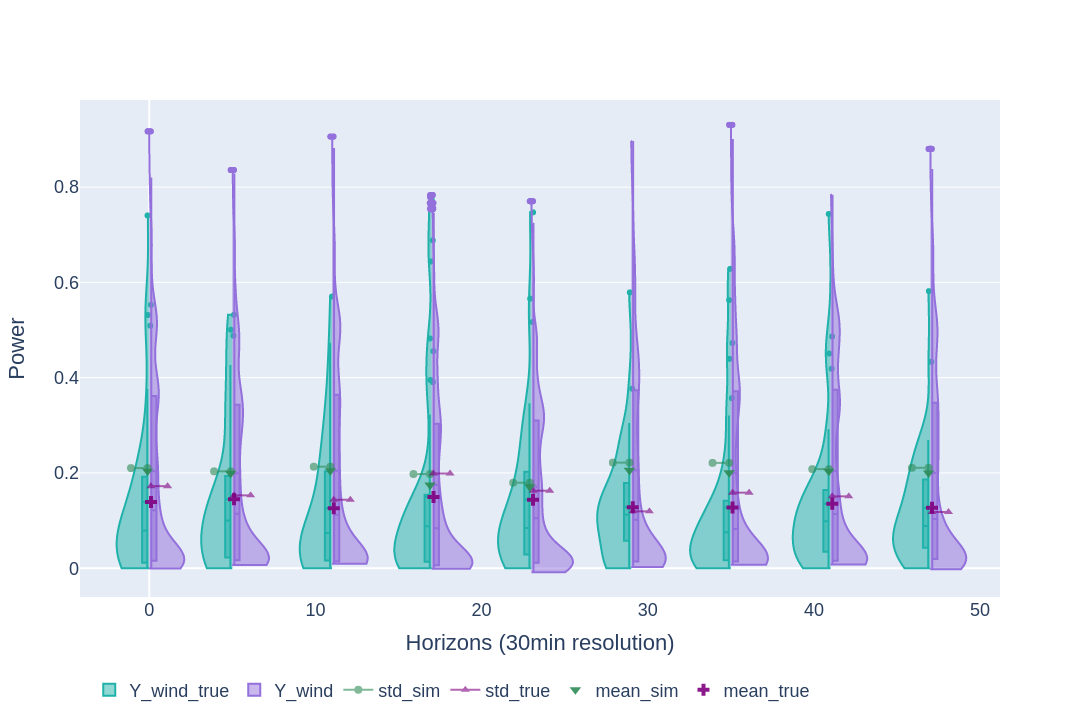 0.8
0.6
0.4
0.2
0
Power
0 10 20 30 40 50
Horizons (30min resolution)
Y_wind_true Y_wind std_sim std_true mean_sim mean_true